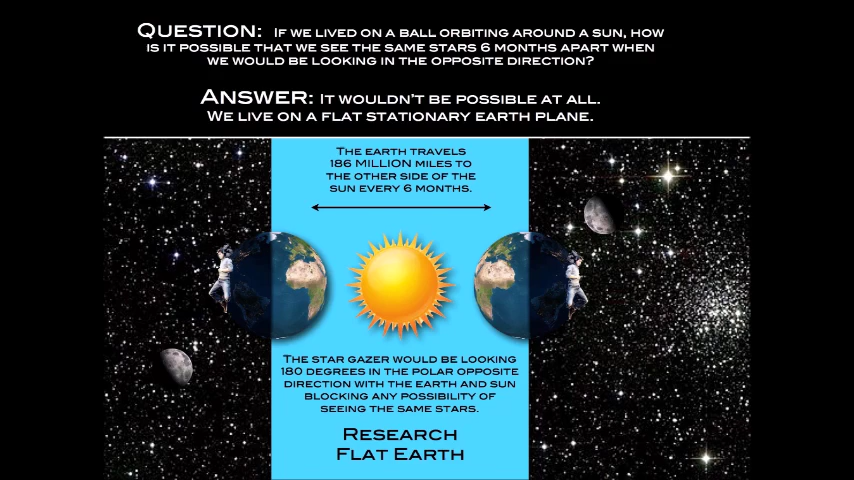 QUESTION: IF WE LIVED ON A BALL ORBITING AROUND A SUN, HOW
IS IT POSSIBLE THAT WE SEE THE SAME STARS 6 MONTHS APART WHEN
WE WOULD BE LOOKING IN THE OPPOSITE DIRECTION?
ANSWER: IT WOULDN'T BE POSSIBLE AT ALL.
WE LIVE ON A FLAT STATIONARY EARTH PLANE.
THE EARTH TRAVELS
186 MILLION MILES TO
THE OTHER SIDE OF THE
SUN EVERY 6 MONTHS.
THE STAR GAZER WOULD BE LOOKING
180 DEGREES IN THE POLAR OPPOSITE
DIRECTION WITH THE EARTH AND SUN
BLOCKING ANY POSSIBILITY OF
SEEING THE SAME STARS.
RESEARCH
FLAT EARTH